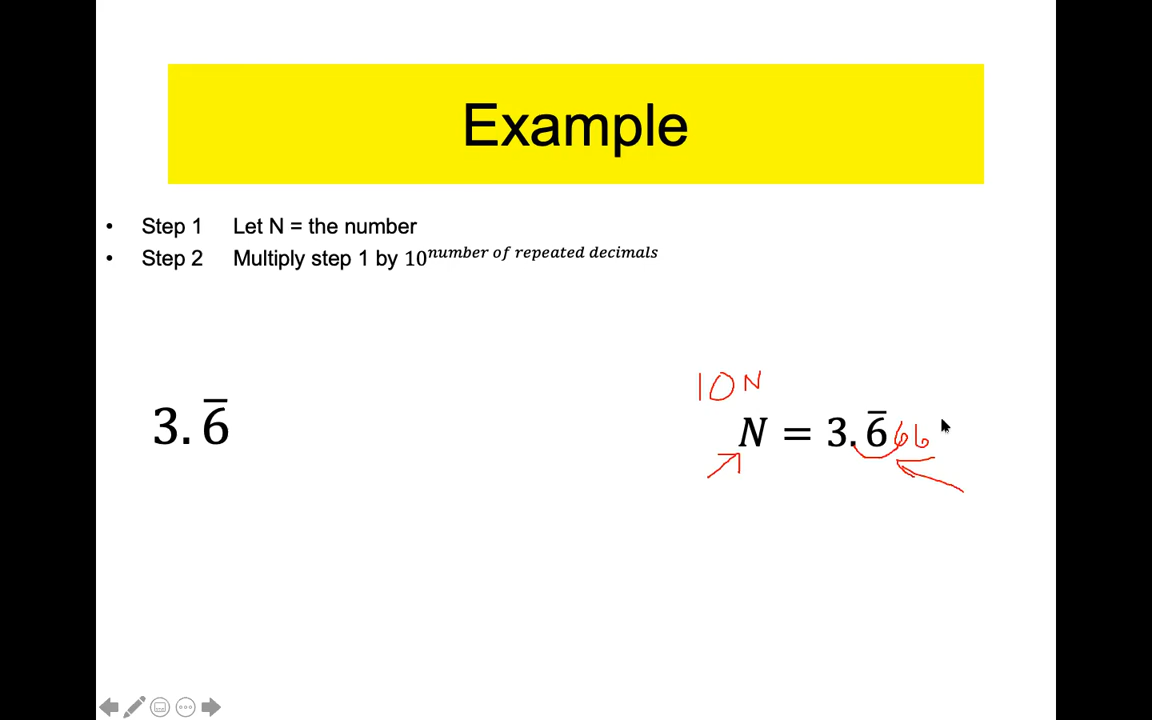 Example
• Step 1 Let N = the number
• Step 2 Multiply step 1 by 10^number of repeated decimals
10N
3.6̅
N = 3.6̅66